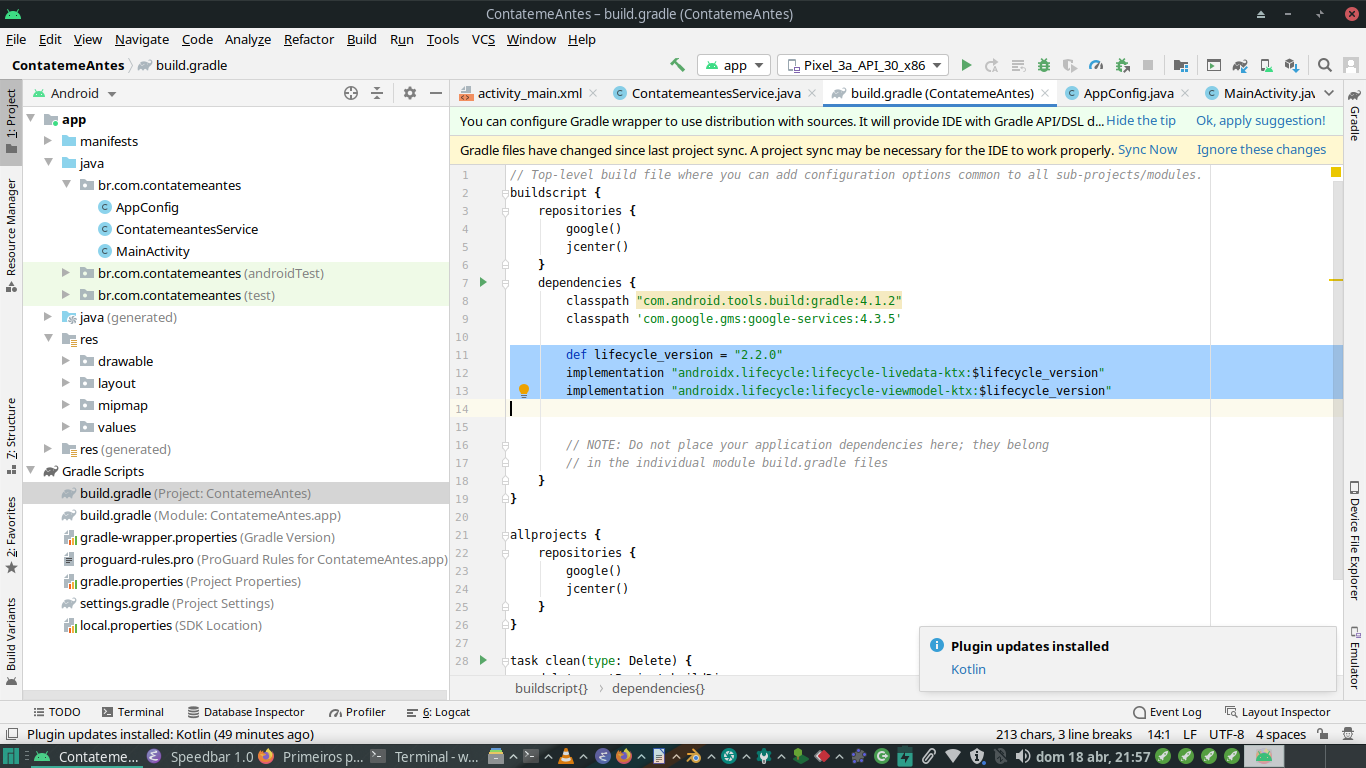 ContatemeAntes – build.gradle (ContatemeAntes)
File Edit View Navigate Code Analyze Refactor Build Run Tools VCS Window Help
ContatemeAntes build.gradle app Pixel_3a_API_30_x86
Android
activity_main.xml ContatemeantesService.java build.gradle (ContatemeAntes) AppConfig.java MainActivity.jav
1: Project
Resource Manager
Z: Structure
2: Favorites
Build Variants
app
manifests
java
br.com.contatemeantes
AppConfig
ContatemeantesService
MainActivity
br.com.contatemeantes (androidTest)
br.com.contatemeantes (test)
java (generated)
res
drawable
layout
mipmap
values
res (generated)
Gradle Scripts
build.gradle (Project: ContatemeAntes)
build.gradle (Module: ContatemeAntes.app)
gradle-wrapper.properties (Gradle Version)
proguard-rules.pro (ProGuard Rules for ContatemeAntes.app)
gradle.properties (Project Properties)
settings.gradle (Project Settings)
local.properties (SDK Location)
You can configure Gradle wrapper to use distribution with sources. It will provide IDE with Gradle API/DSL d... Hide the tip Ok, apply suggestion!
Gradle files have changed since last project sync. A project sync may be necessary for the IDE to work properly. Sync Now Ignore these changes
1 // Top-level build file where you can add configuration options common to all sub-projects/modules.
2 buildscript {
3 repositories {
4 google()
5 jcenter()
6 }
7 dependencies {
8 classpath "com.android.tools.build:gradle:4.1.2"
9 classpath 'com.google.gms:google-services:4.3.5'
10
11 def lifecycle_version = "2.2.0"
12 implementation "androidx.lifecycle:lifecycle-livedata-ktx:$lifecycle_version"
13 implementation "androidx.lifecycle:lifecycle-viewmodel-ktx:$lifecycle_version"
14
15
16 // NOTE: Do not place your application dependencies here; they belong
17 // in the individual module build.gradle files
18 }
19 }
20
21 allprojects {
22 repositories {
23 google()
24 jcenter()
25 }
26 }
27
28 task clean(type: Delete) {
buildscript{} dependencies{}
Plugin updates installed
Kotlin
Gradle
Device File Explorer
Emulator
TODO Terminal Database Inspector Profiler 6: Logcat Event Log Layout Inspector
Plugin updates installed: Kotlin (49 minutes ago) 213 chars, 3 line breaks 14:1 LF UTF-8 4 spaces
Contateme... Speedbar 1.0 Primeiros p... Terminal - w... dom 18 abr, 21:57